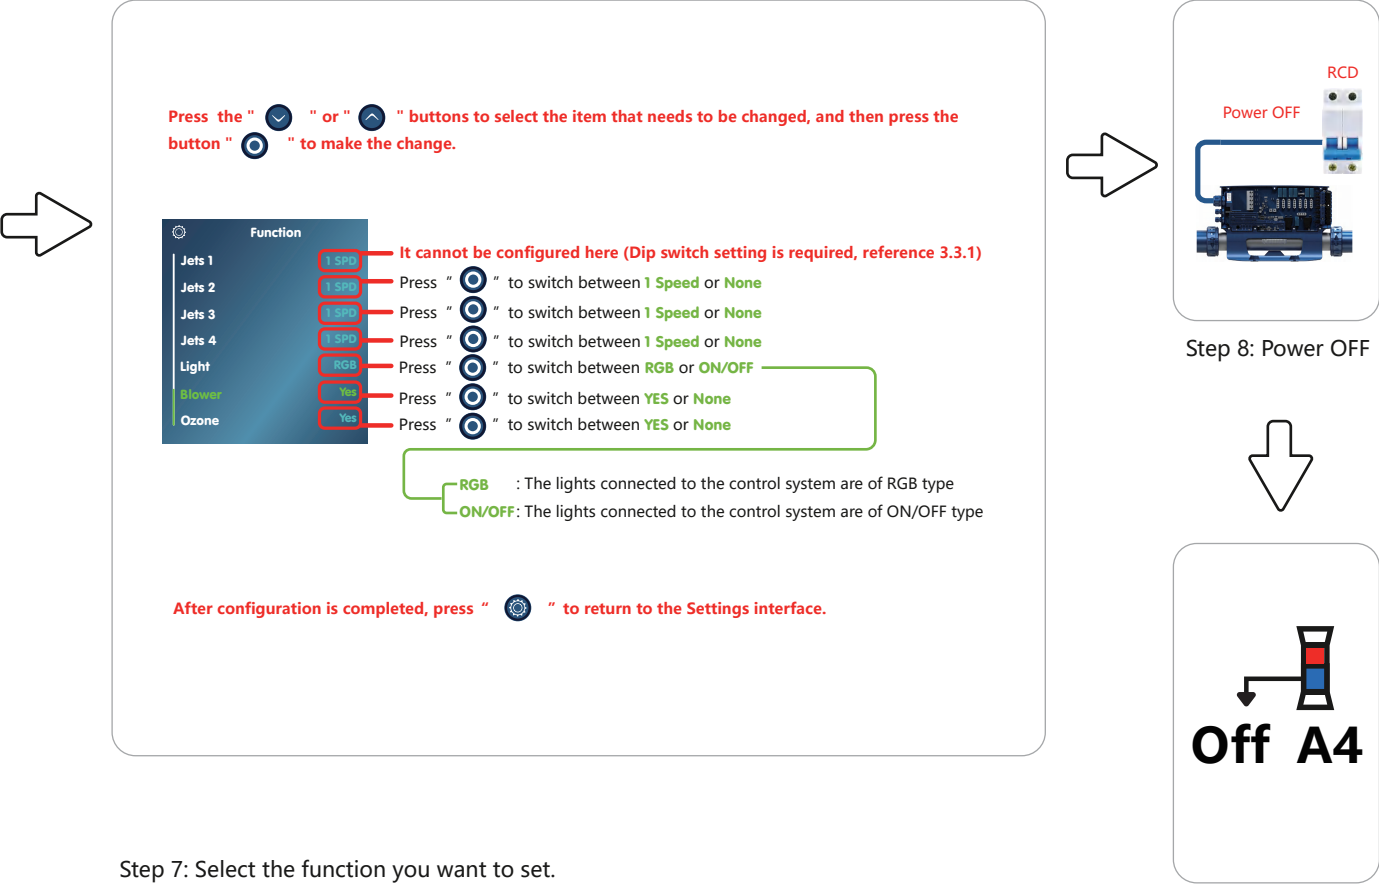 Press the " " or " " buttons to select the item that needs to be changed, and then press the
button " " to make the change.
Function
Jets 1 1 SPD
Jets 2 1 SPD
Jets 3 1 SPD
Jets 4 1 SPD
Light RGB
Blower Yes
Ozone Yes
It cannot be configured here (Dip switch setting is required, reference 3.3.1)
Press “ ” to switch between 1 Speed or None
Press “ ” to switch between 1 Speed or None
Press “ ” to switch between 1 Speed or None
Press “ ” to switch between RGB or ON/OFF
Press “ ” to switch between YES or None
Press “ ” to switch between YES or None
RGB : The lights connected to the control system are of RGB type
ON/OFF: The lights connected to the control system are of ON/OFF type
After configuration is completed, press “ ” to return to the Settings interface.
Step 7: Select the function you want to set.
RCD
Power OFF
Step 8: Power OFF
Off A4